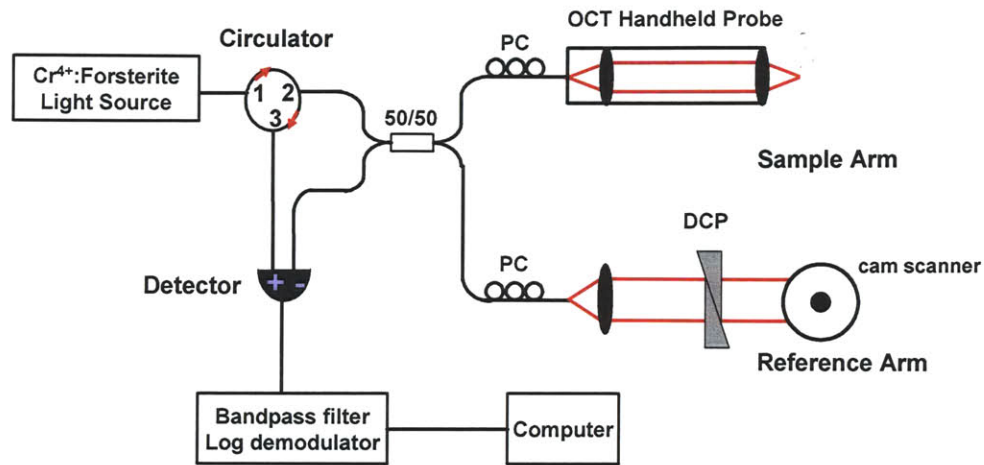 OCT Handheld Probe
Circulator
PC
Cr⁴⁺:Forsterite
Light Source
1
2
3
50/50
Sample Arm
DCP
PC
cam scanner
Detector
+
-
Reference Arm
Bandpass filter
Log demodulator
Computer